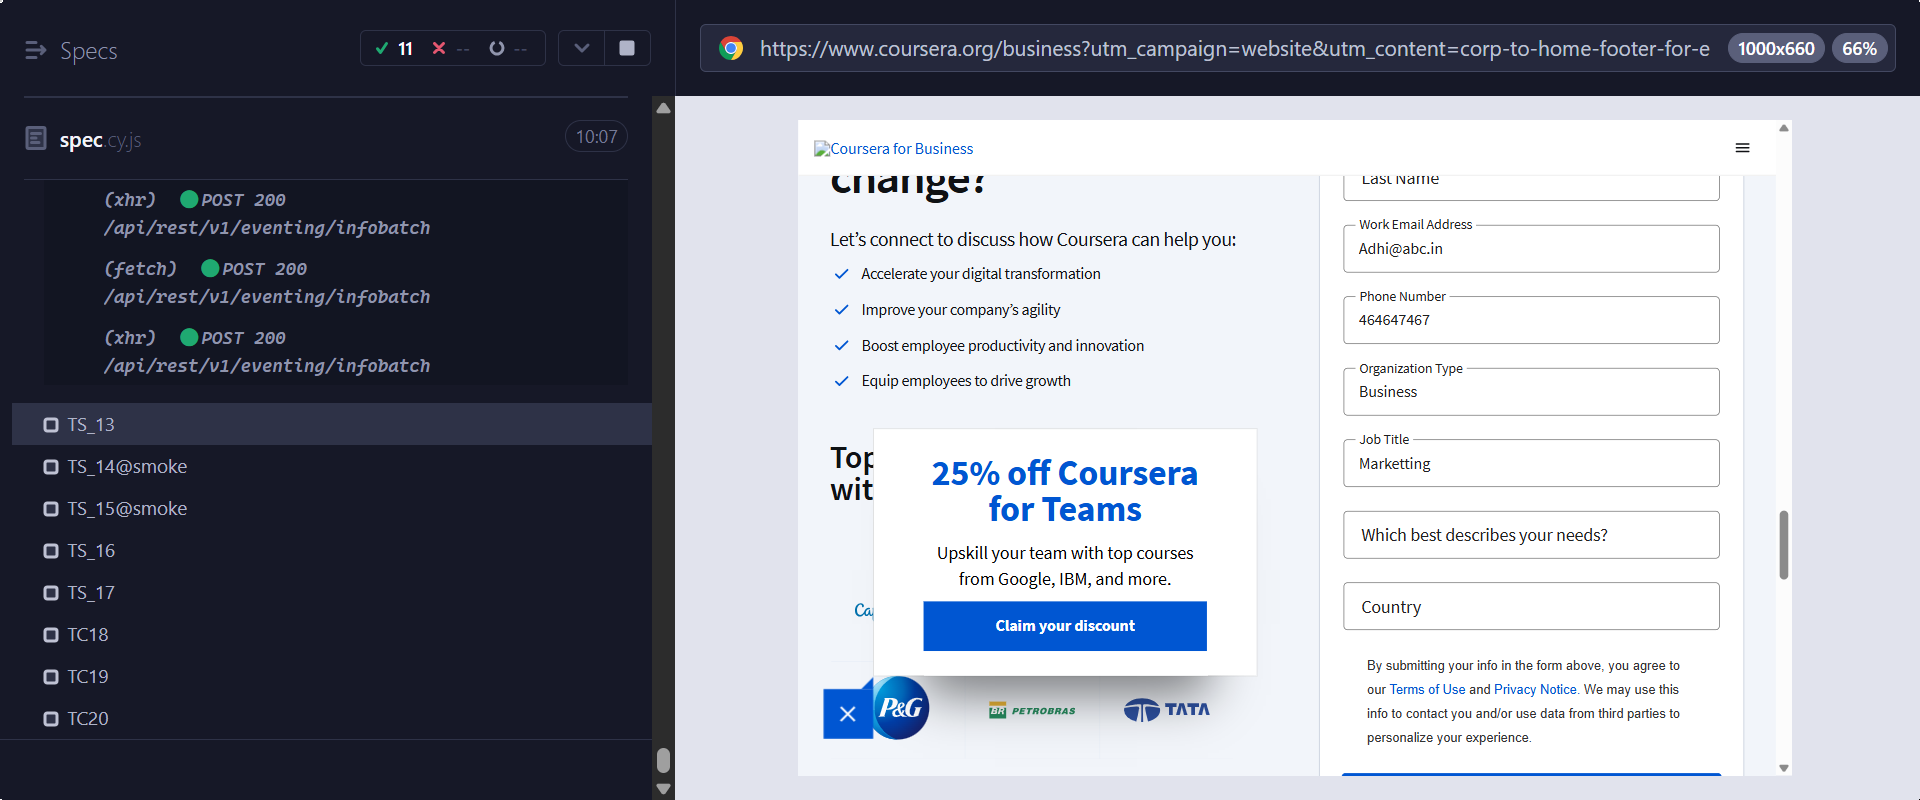 Specs
11
--
--
https://www.coursera.org/business?utm_campaign=website&utm_content=corp-to-home-footer-for-e
1000x660
66%
spec.cy.js
10:07
(xhr) POST 200
/api/rest/v1/eventing/infobatch
(fetch) POST 200
/api/rest/v1/eventing/infobatch
(xhr) POST 200
/api/rest/v1/eventing/infobatch
TS_13
TS_14@smoke
TS_15@smoke
TS_16
TS_17
TC18
TC19
TC20
Coursera for Business
change?
Let’s connect to discuss how Coursera can help you:
Accelerate your digital transformation
Improve your company’s agility
Boost employee productivity and innovation
Equip employees to drive growth
Top
wit
Cap
25% off Coursera
for Teams
Upskill your team with top courses
from Google, IBM, and more.
Claim your discount
P&G
BR PETROBRAS
TATA
Last Name
Work Email Address
Adhi@abc.in
Phone Number
464647467
Organization Type
Business
Job Title
Marketting
Which best describes your needs?
Country
By submitting your info in the form above, you agree to
our Terms of Use and Privacy Notice. We may use this
info to contact you and/or use data from third parties to
personalize your experience.